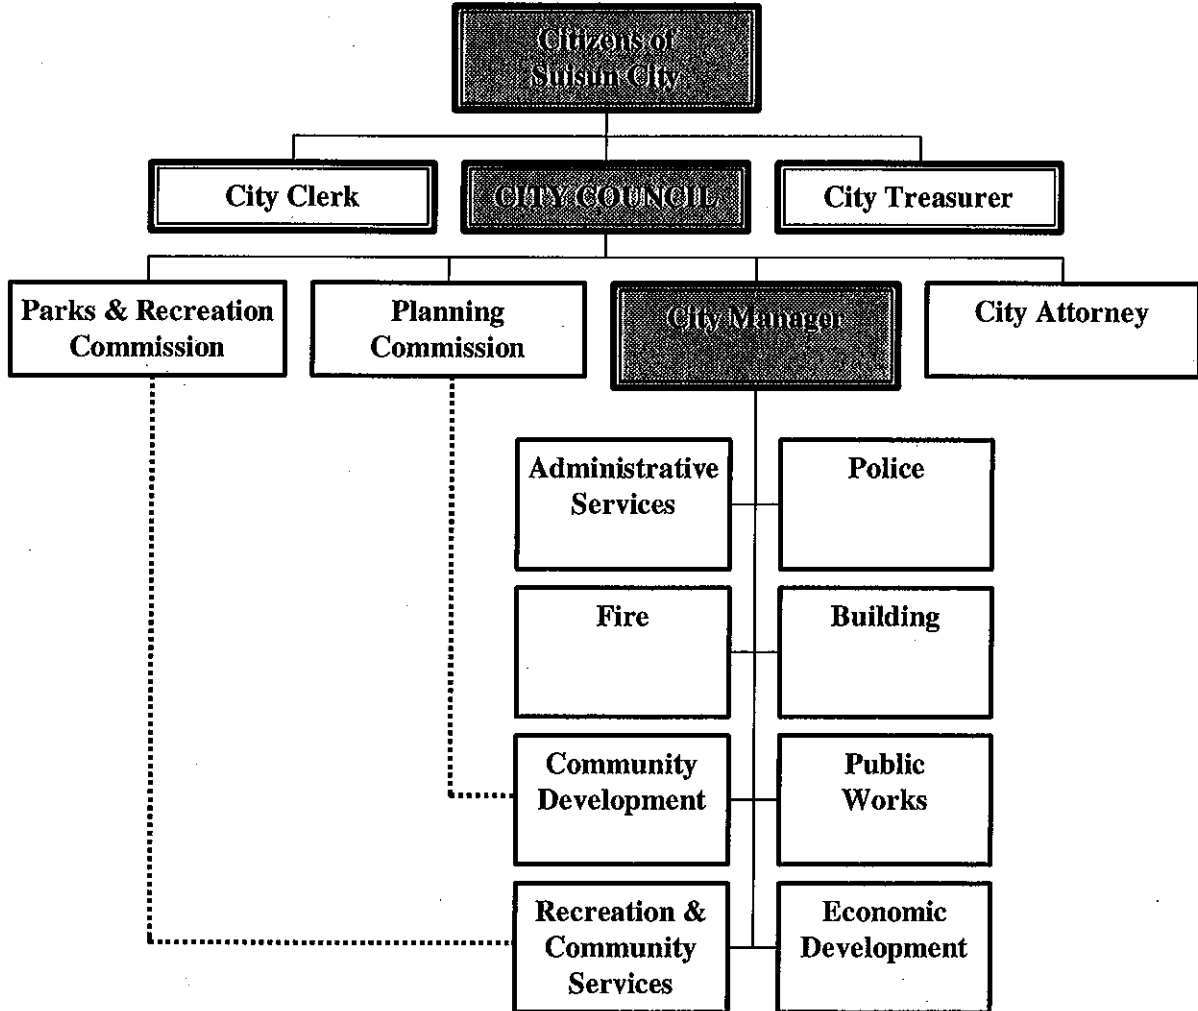 Citizens of
Suisun City
City Clerk
CITY COUNCIL
City Treasurer
Parks & Recreation
Commission
Planning
Commission
City Manager
City Attorney
Administrative
Services
Police
Fire
Building
Community
Development
Public
Works
Recreation &
Community
Services
Economic
Development